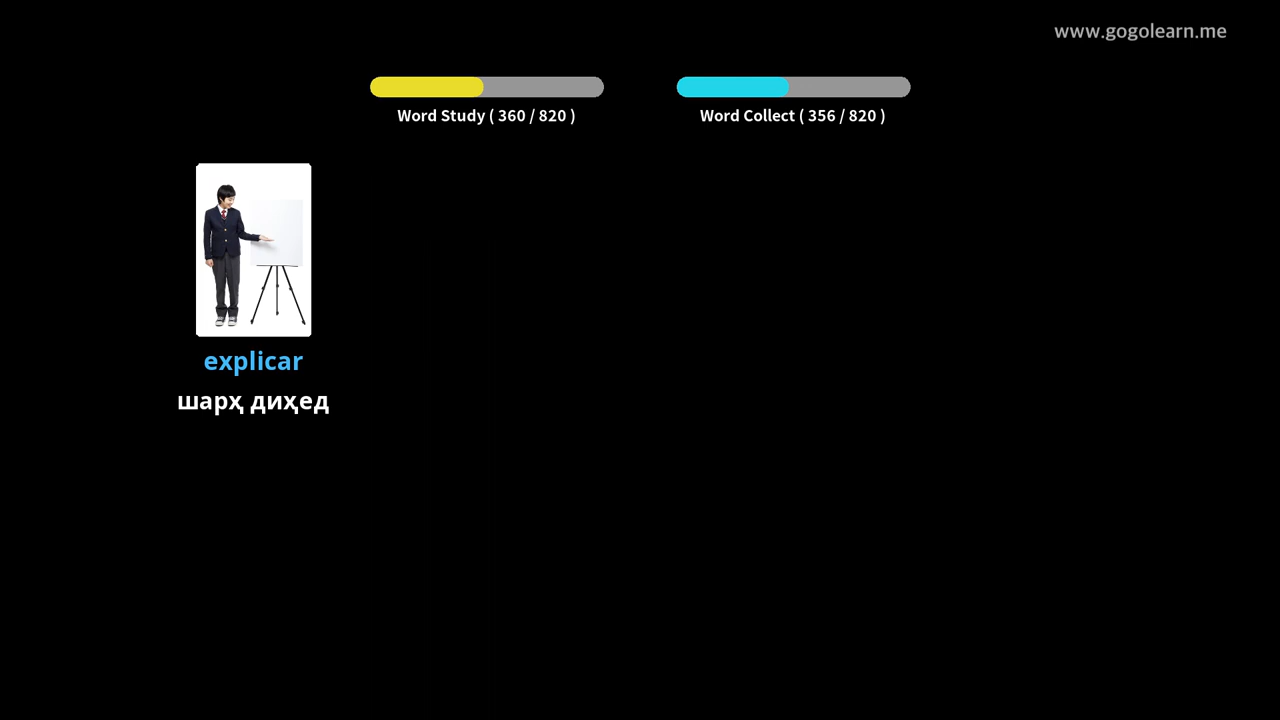 www.gogolearn.me
Word Study ( 360 / 820 )
Word Collect ( 356 / 820 )
explicar
шарҳ диҳед